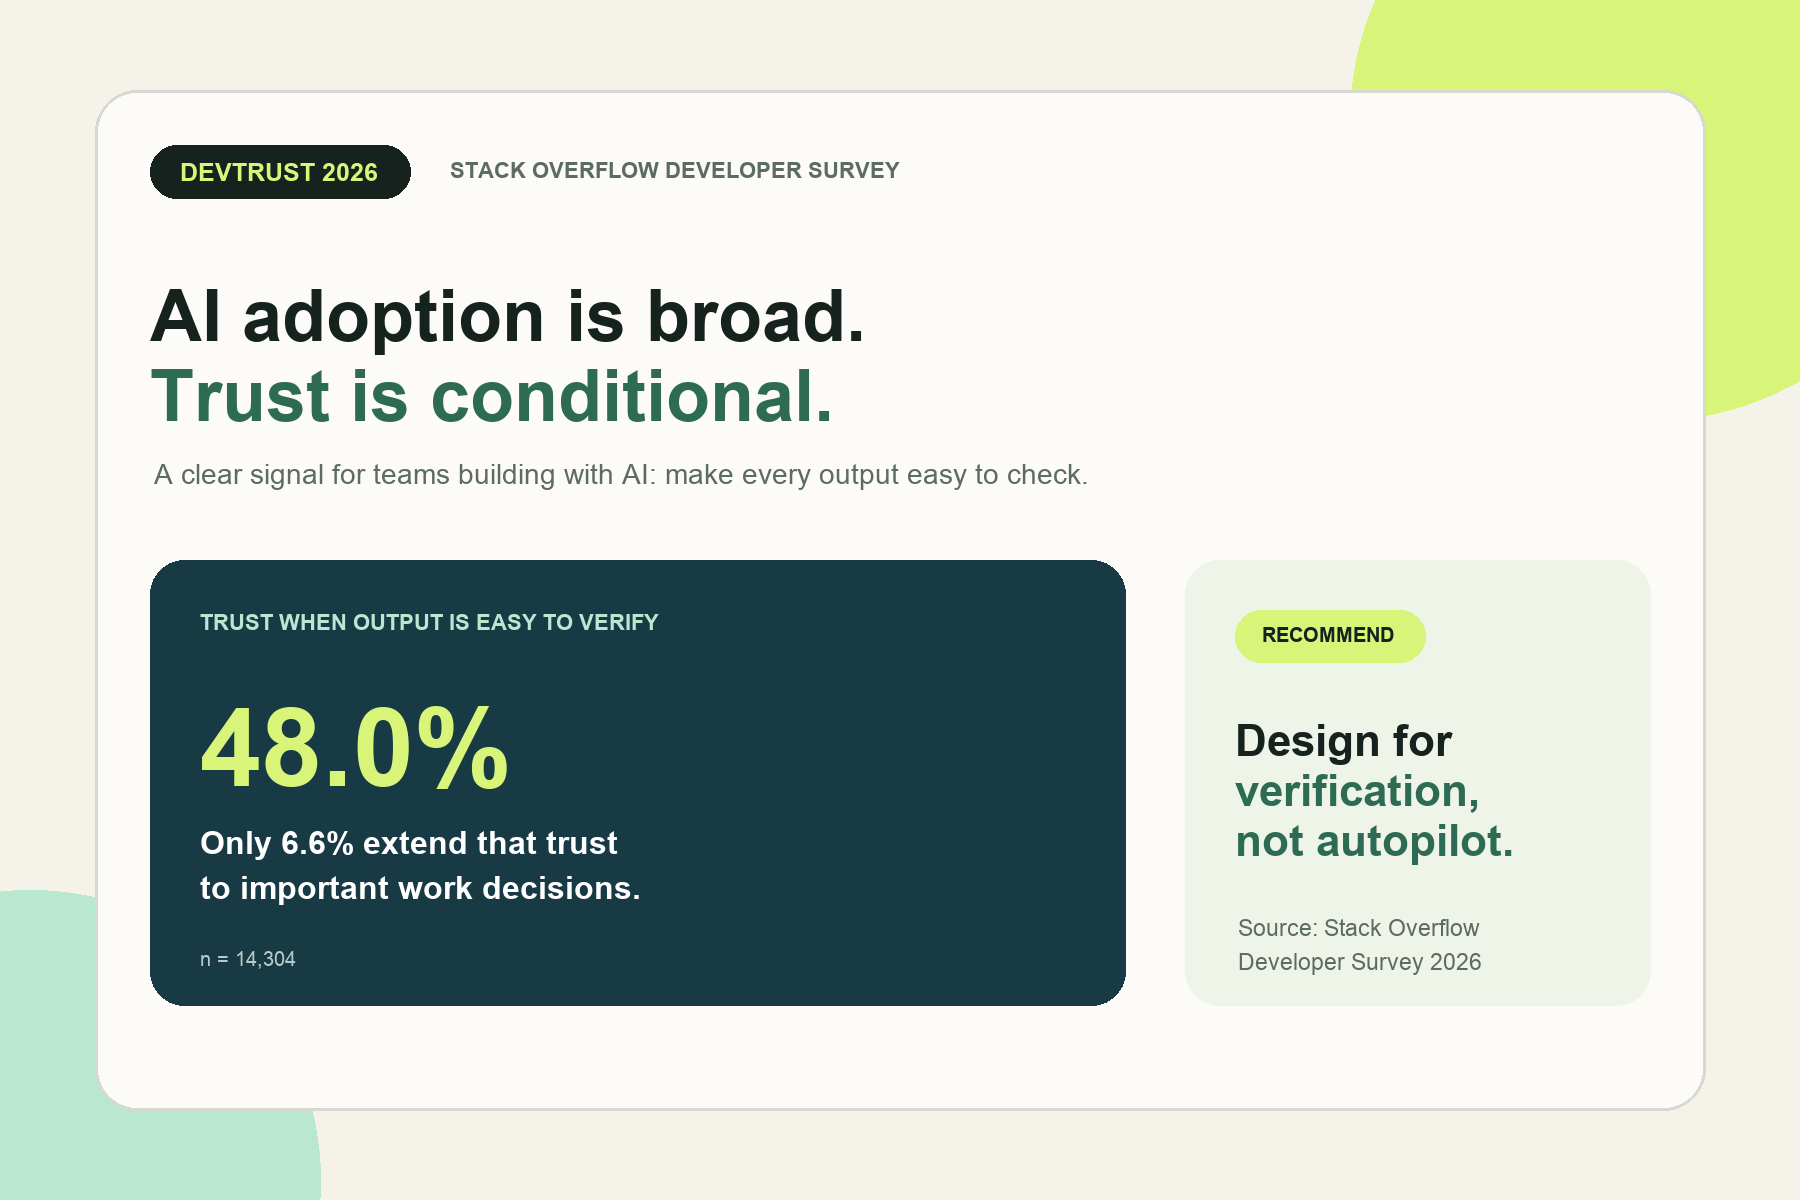 DEVTRUST 2026
STACK OVERFLOW DEVELOPER SURVEY
AI adoption is broad.
Trust is conditional.
A clear signal for teams building with AI: make every output easy to check.
TRUST WHEN OUTPUT IS EASY TO VERIFY
48.0%
Only 6.6% extend that trust
to important work decisions.
n = 14,304
RECOMMEND
Design for
verification,
not autopilot.
Source: Stack Overflow
Developer Survey 2026